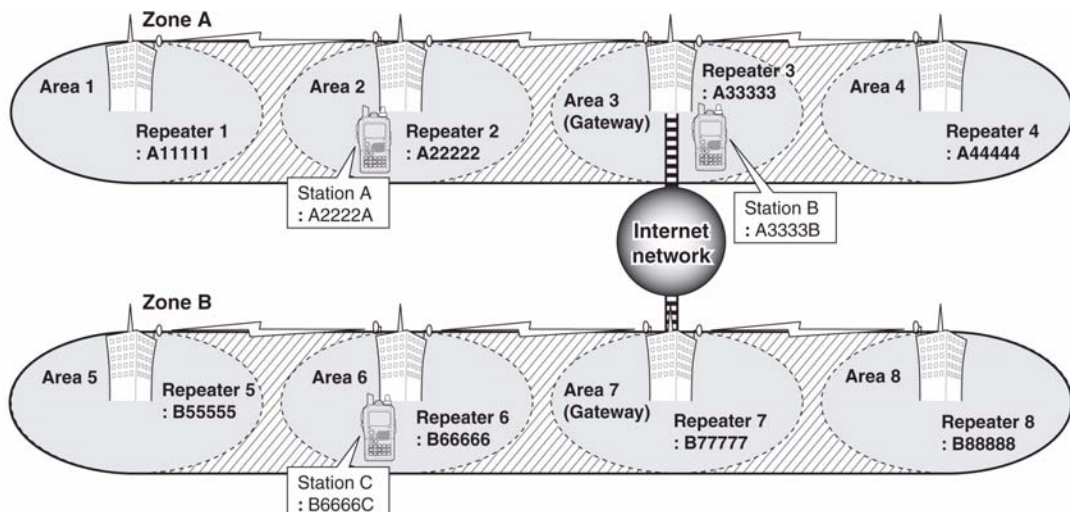 Zone A
Area 1
Repeater 1
: A11111
Area 2
Repeater 2
: A22222
Station A
: A2222A
Area 3
(Gateway)
Repeater 3
: A33333
Station B
: A3333B
Area 4
Repeater 4
: A44444
Internet
network
Zone B
Area 5
Repeater 5
: B55555
Area 6
Repeater 6
: B66666
Station C
: B6666C
Area 7
(Gateway)
Repeater 7
: B77777
Area 8
Repeater 8
: B88888